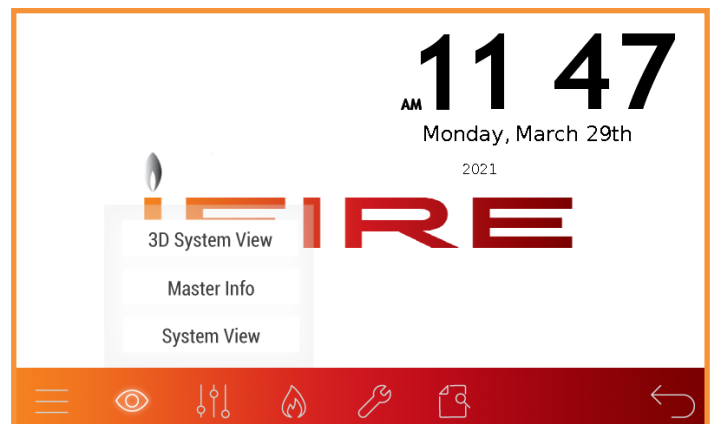 AM 11 47
Monday, March 29th
2021
iFIRE
3D System View
Master Info
System View